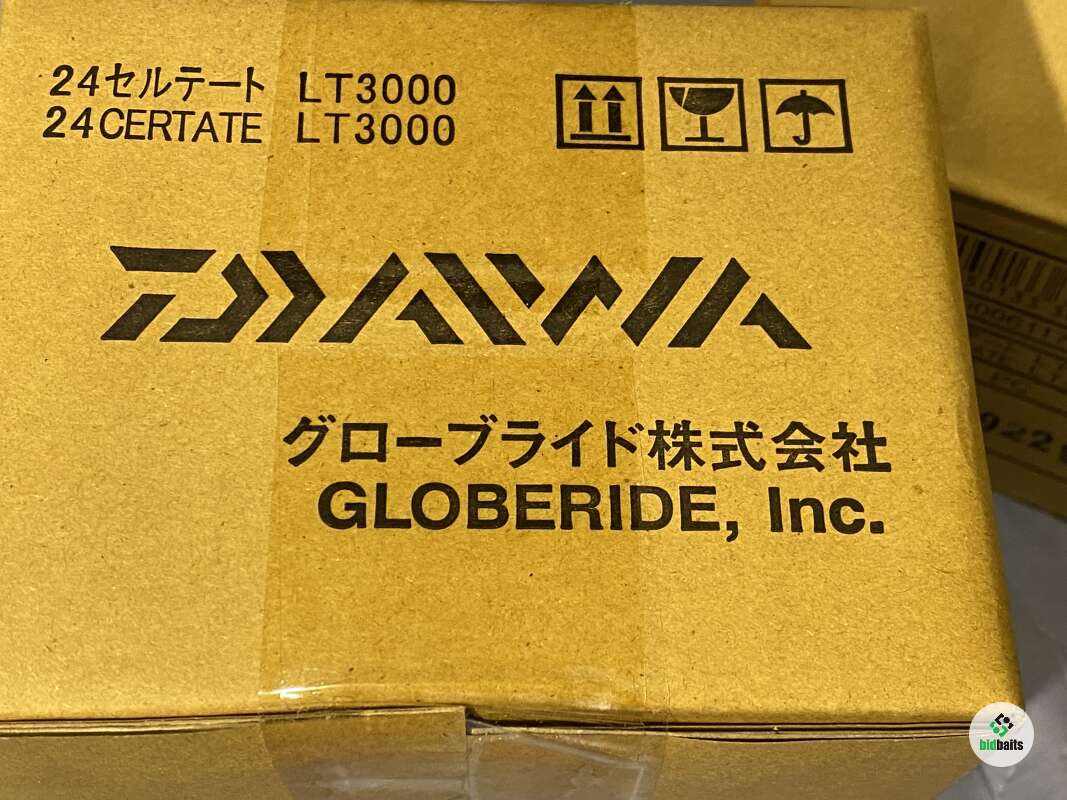 24セルテート LT3000
24CERTATE LT3000
DAIWA
グローブライド株式会社
GLOBERIDE, Inc.
bidbaits